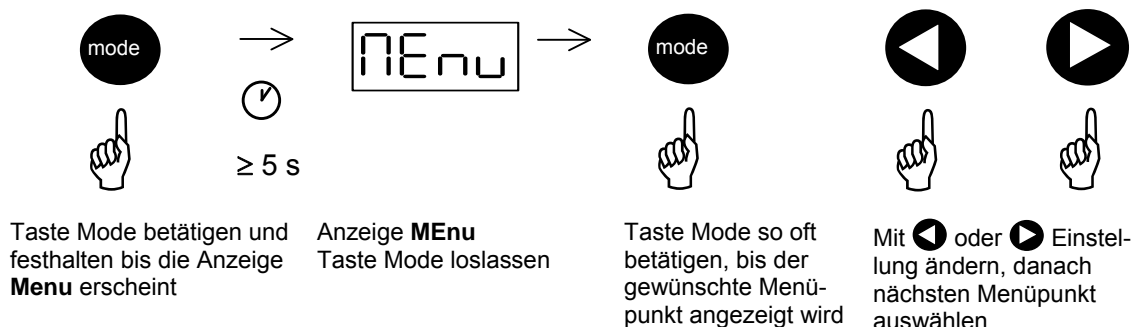 mode
MEnu
mode
≥ 5 s
Taste Mode betätigen und
festhalten bis die Anzeige
Menu erscheint
Anzeige MEnu
Taste Mode loslassen
Taste Mode so oft
betätigen, bis der
gewünschte Menü-
punkt angezeigt wird
Mit oder Einstel-
lung ändern, danach
nächsten Menüpunkt
auswählen